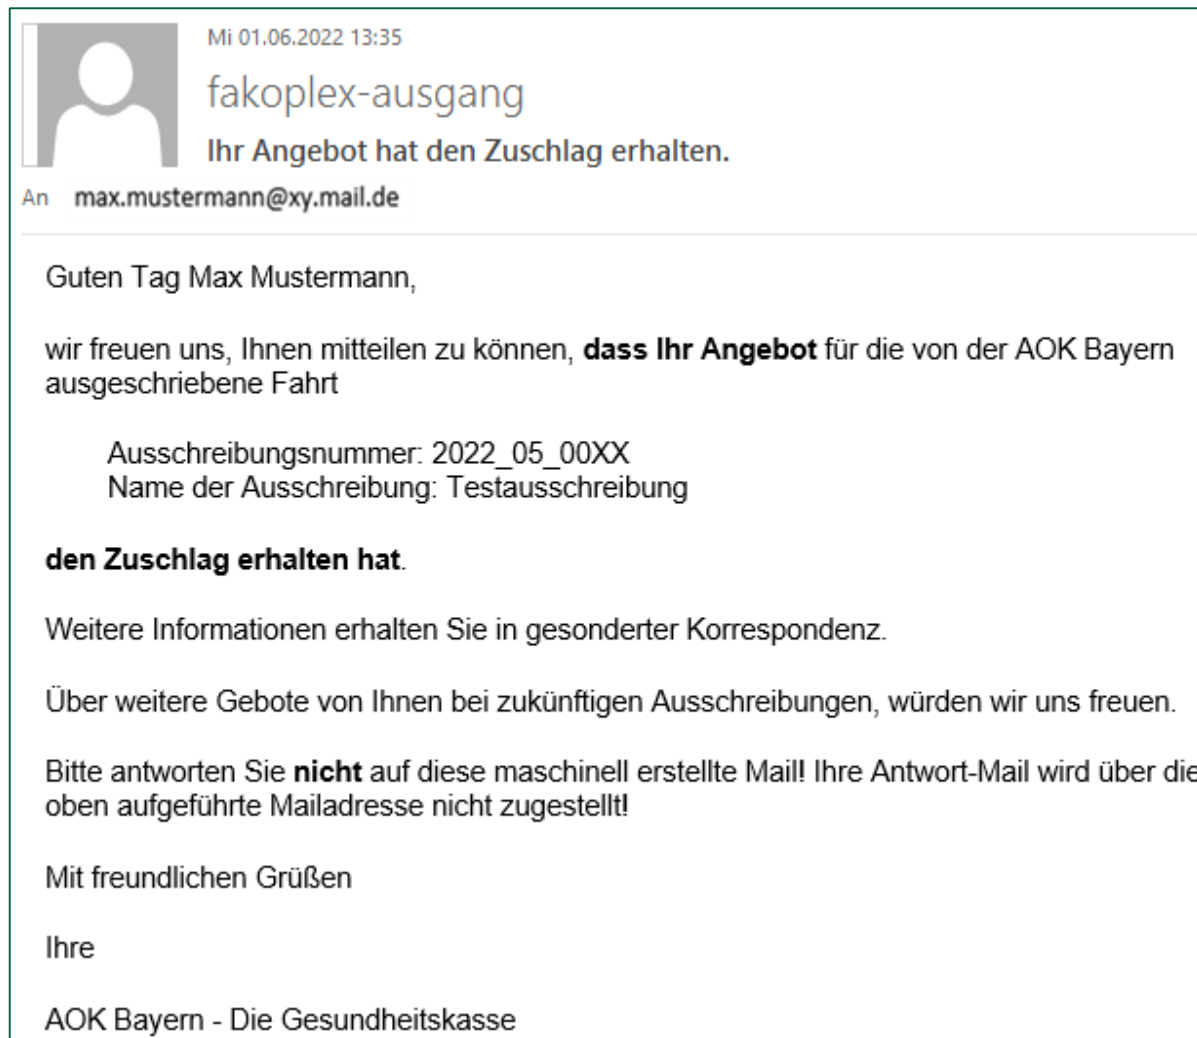 Mi 01.06.2022 13:35
fakoplex-ausgang
Ihr Angebot hat den Zuschlag erhalten.
An max.mustermann@xy.mail.de
Guten Tag Max Mustermann,
wir freuen uns, Ihnen mitteilen zu können, dass Ihr Angebot für die von der AOK Bayern
ausgeschriebene Fahrt
Ausschreibungsnummer: 2022_05_00XX
Name der Ausschreibung: Testausschreibung
den Zuschlag erhalten hat.
Weitere Informationen erhalten Sie in gesonderter Korrespondenz.
Über weitere Gebote von Ihnen bei zukünftigen Ausschreibungen, würden wir uns freuen.
Bitte antworten Sie nicht auf diese maschinell erstellte Mail! Ihre Antwort-Mail wird über die
oben aufgeführte Mailadresse nicht zugestellt!
Mit freundlichen Grüßen
Ihre
AOK Bayern - Die Gesundheitskasse